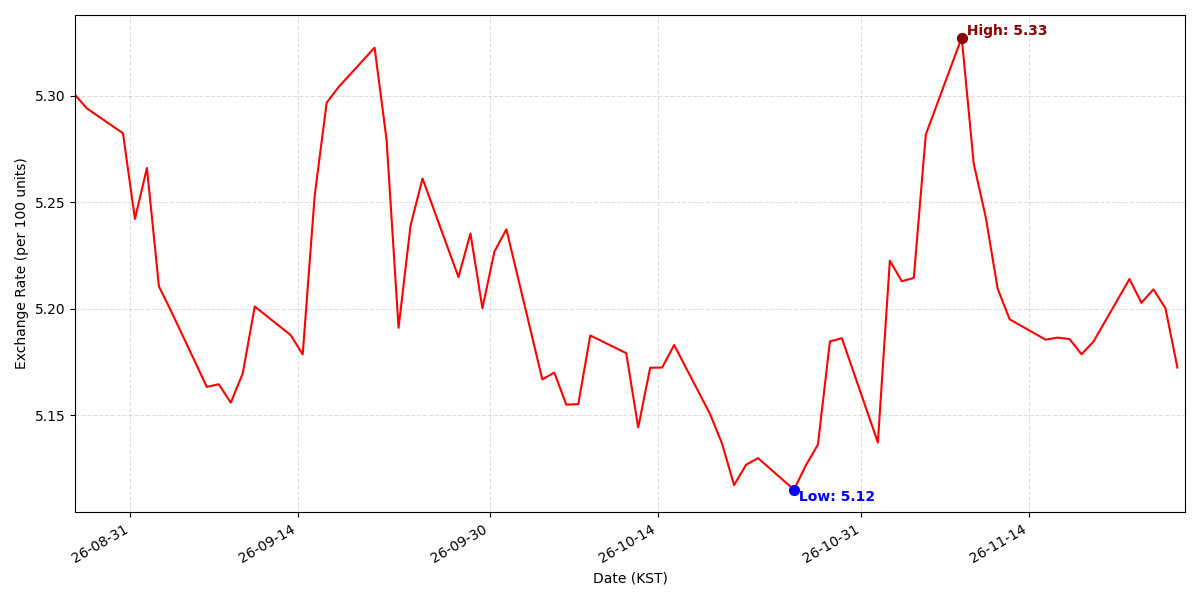 High: 5.33
5.30
5.25
5.20
5.15
Exchange Rate (per 100 units)
Low: 5.12
26-08-31
26-09-14
26-09-30
26-10-14
26-10-31
26-11-14
Date (KST)